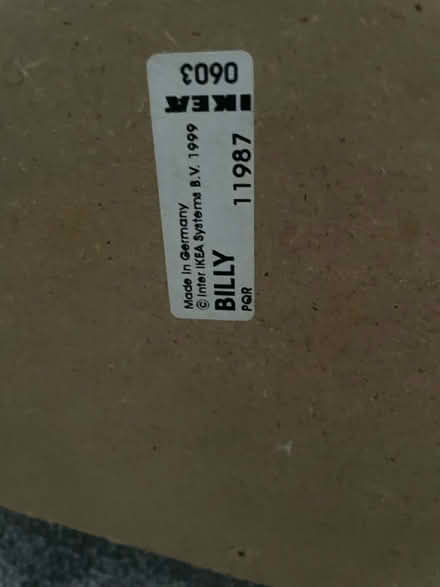 0603
IKEA
Made in Germany
© Inter IKEA Systems B.V. 1999
BILLY 11987
PQR